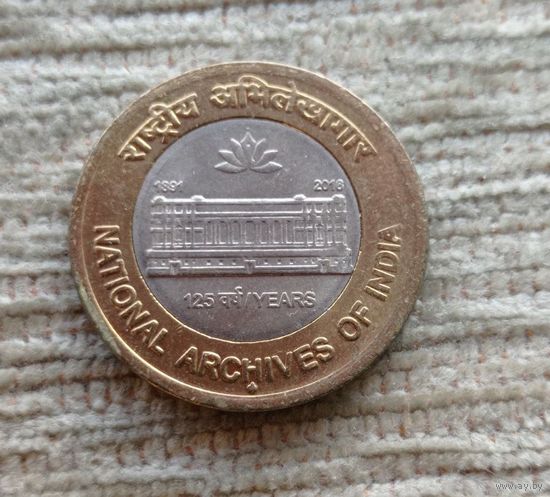 राष्ट्रीय अभिलेखागार
1891 2016
125 वर्ष/YEARS
NATIONAL ARCHIVES OF INDIA
www.ay.by